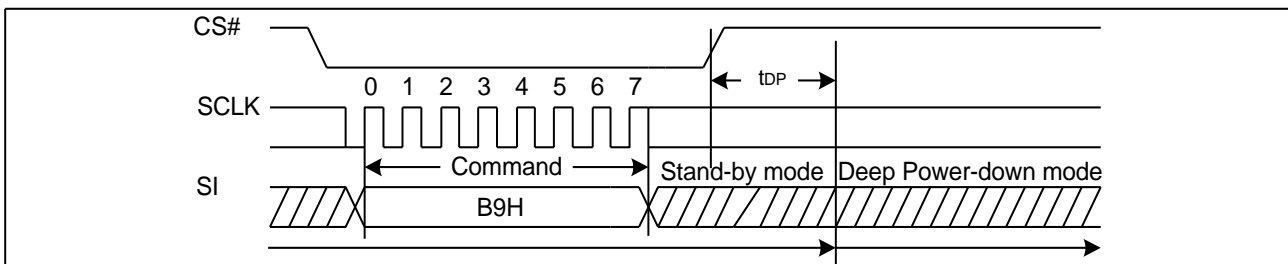 CS#
tDP
0 1 2 3 4 5 6 7
SCLK
Command
Stand-by mode Deep Power-down mode
SI
B9H